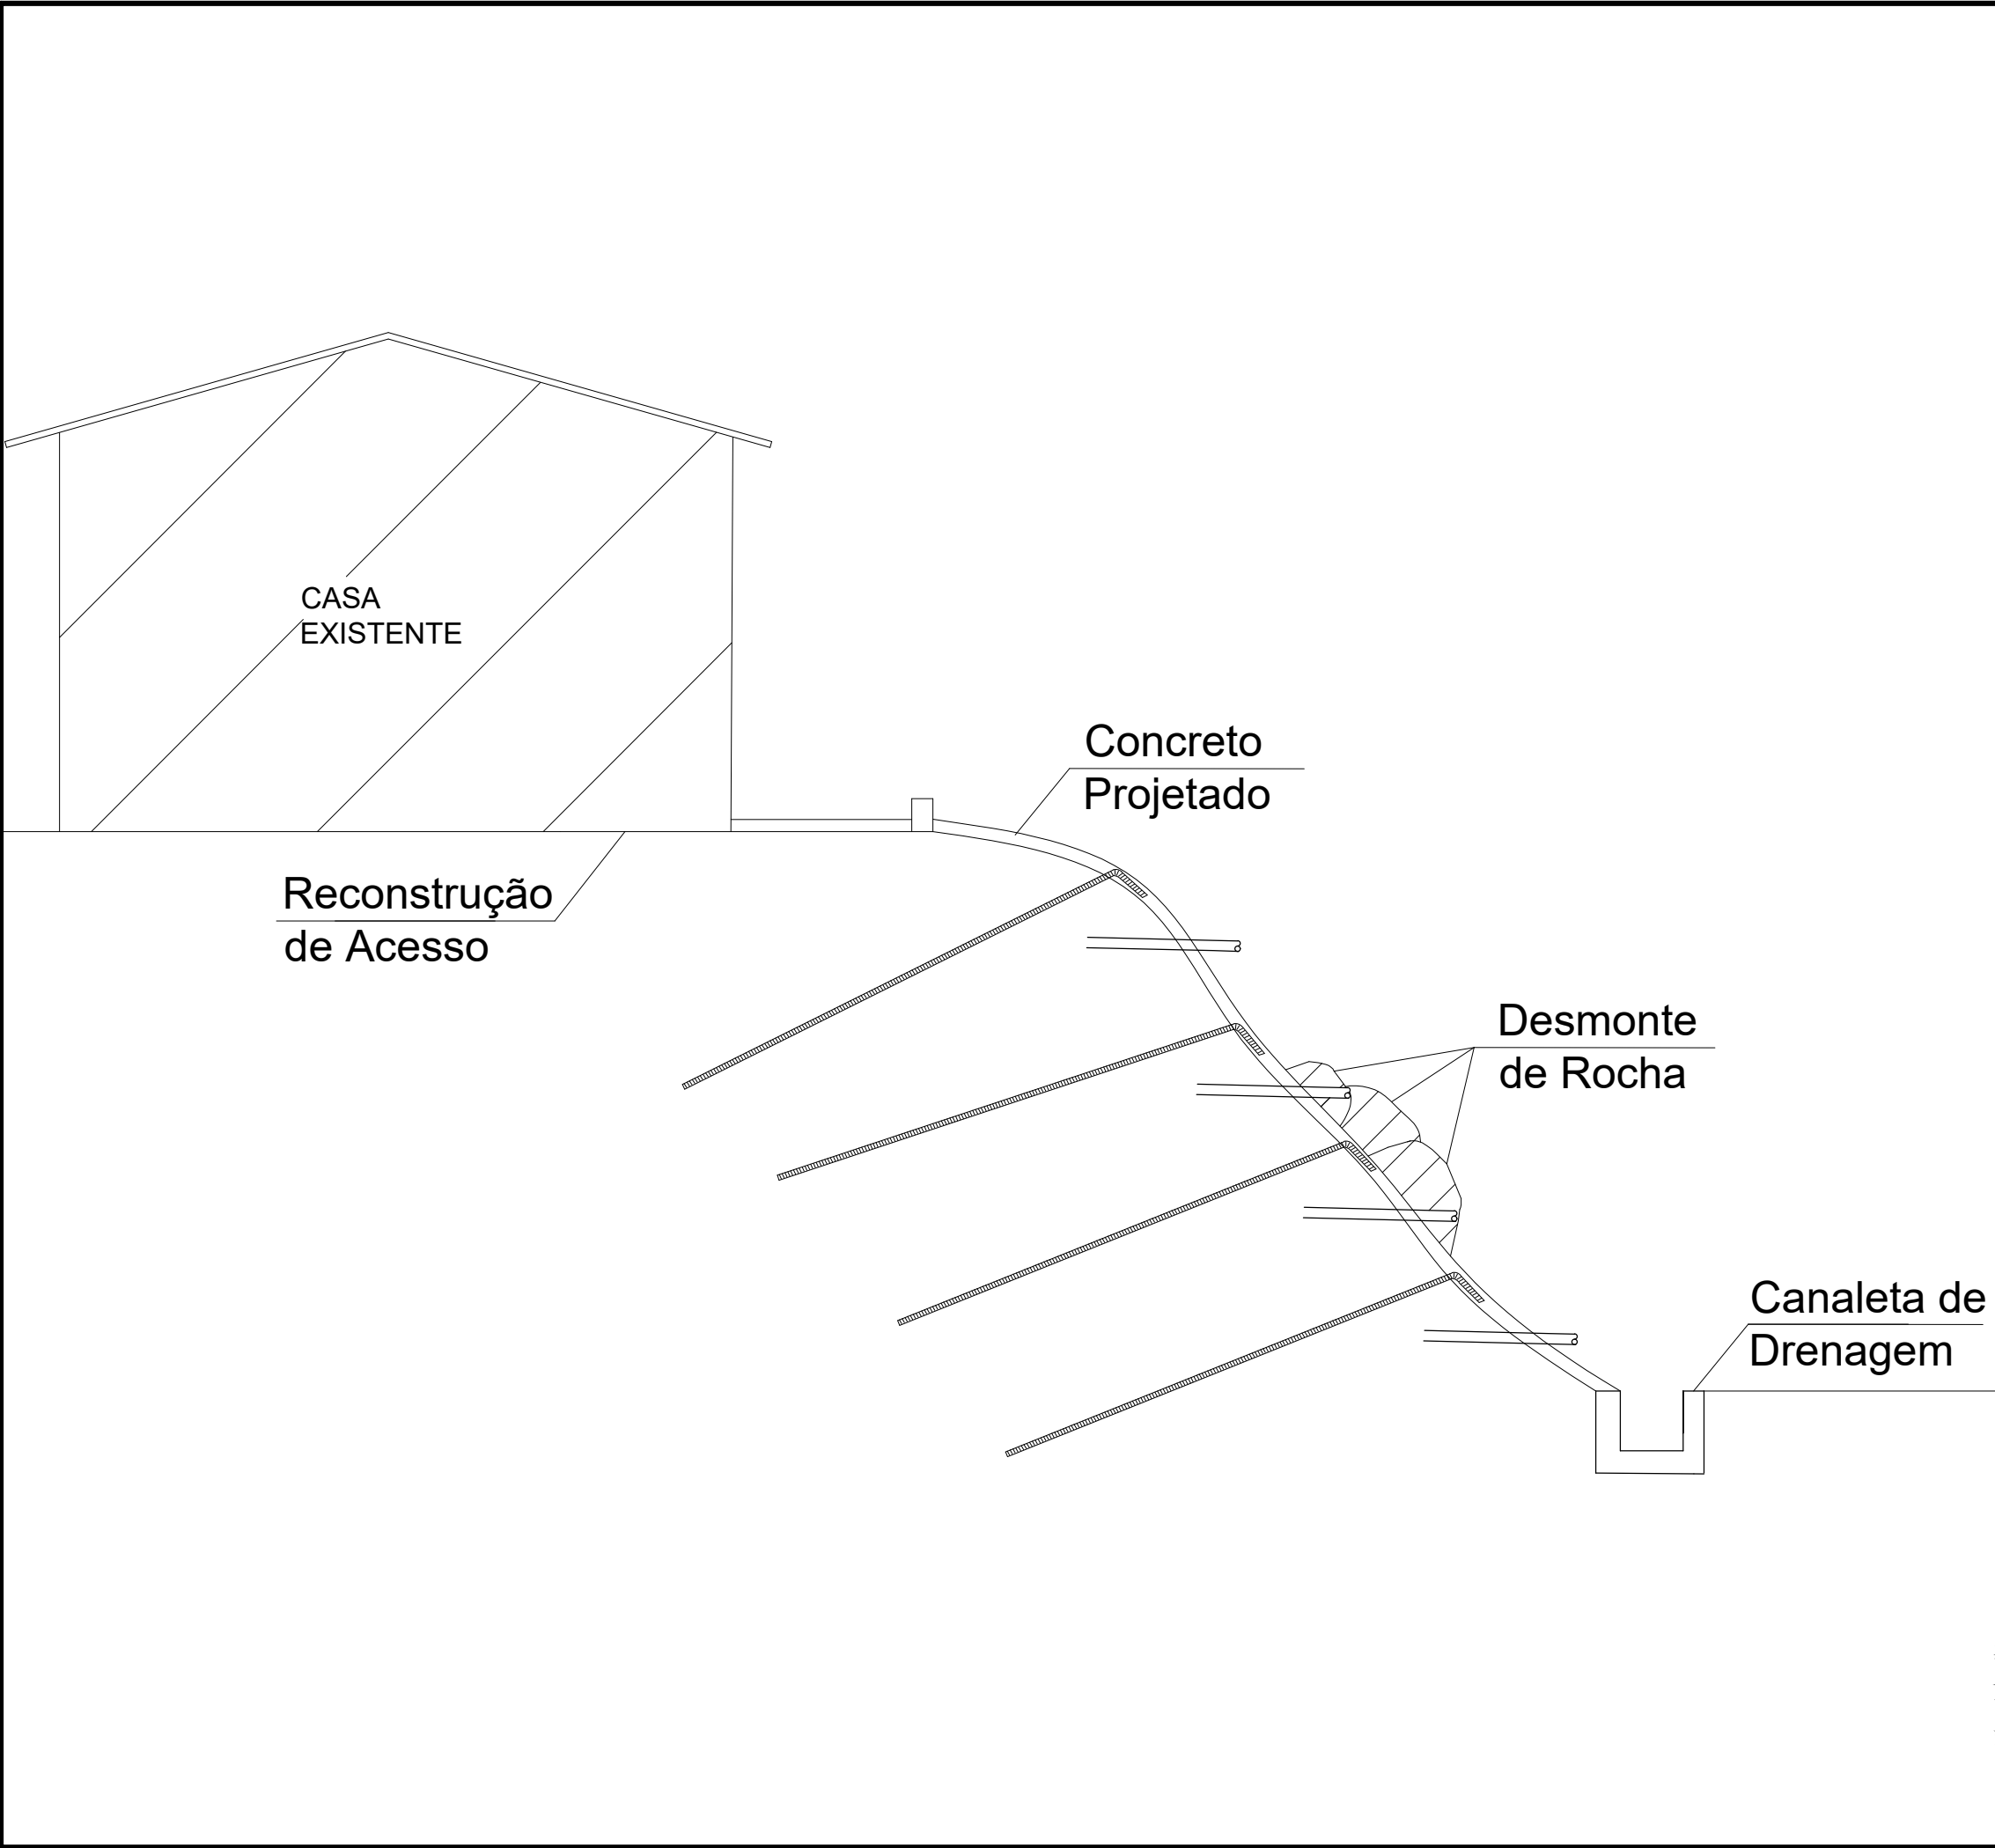 CASA
EXISTENTE
Concreto
Projetado
Reconstrução
de Acesso
Desmonte
de Rocha
Canaleta de
Drenagem